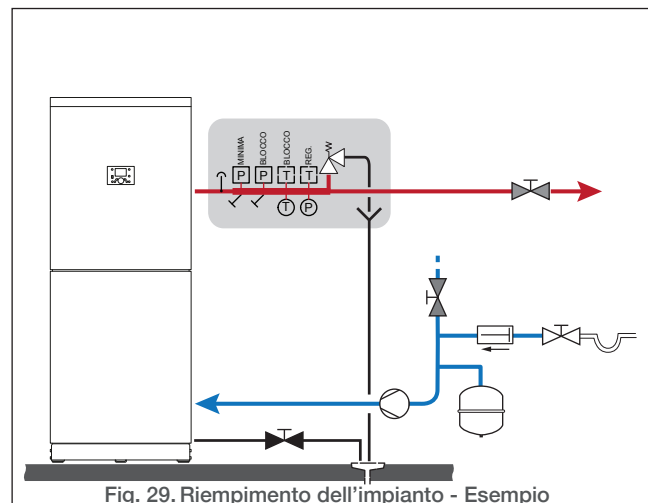 MINIMA
BLOCCO
BLOCCO
REG.
P P T T
T P
Fig. 29. Riempimento dell'impianto - Esempio